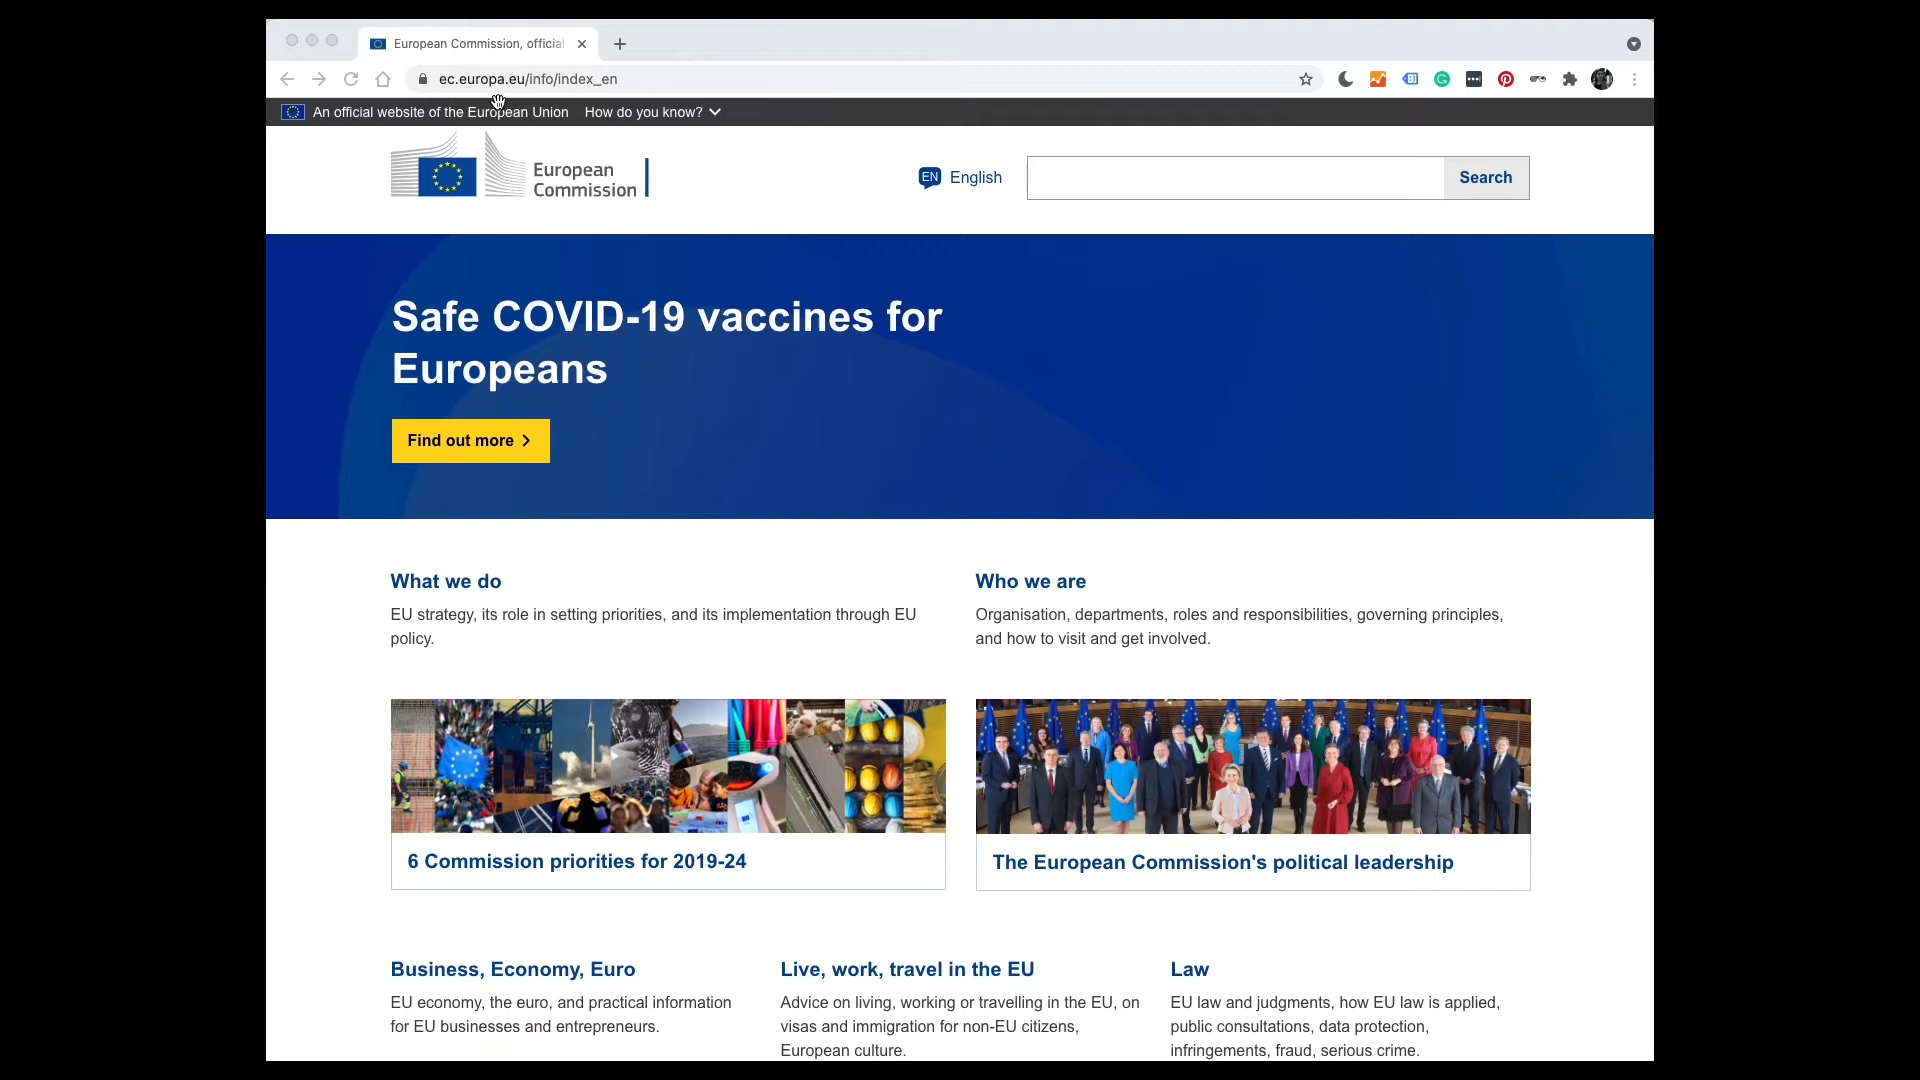 European Commission, official
ec.europa.eu/info/index_en
An official website of the European Union How do you know?
European
Commission
EN English
Search
Safe COVID-19 vaccines for
Europeans
Find out more
What we do
EU strategy, its role in setting priorities, and its implementation through EU
policy.
Who we are
Organisation, departments, roles and responsibilities, governing principles,
and how to visit and get involved.
6 Commission priorities for 2019-24
The European Commission's political leadership
Business, Economy, Euro
EU economy, the euro, and practical information
for EU businesses and entrepreneurs.
Live, work, travel in the EU
Advice on living, working or travelling in the EU, on
visas and immigration for non-EU citizens,
European culture.
Law
EU law and judgments, how EU law is applied,
public consultations, data protection,
infringements, fraud, serious crime.